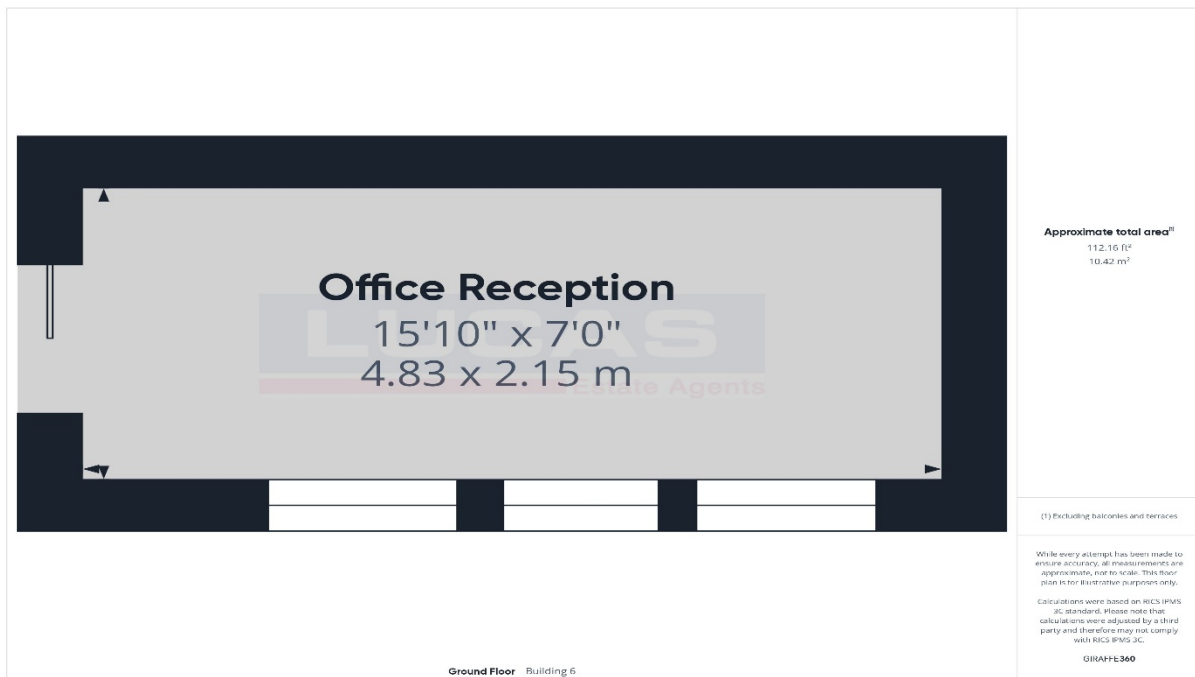 Office Reception
15'10" x 7'0"
4.83 x 2.15 m
LUCAS
Estate Agents
Ground Floor Building 6
Approximate total area(1)
112.16 ft²
10.42 m²
(1) Excluding balconies and terraces
While every attempt has been made to
ensure accuracy, all measurements are
approximate, not to scale. This floor
plan is for illustrative purposes only.
Calculations were based on RICS IPMS
3C standard. Please note that
calculations were adjusted by a third
party and therefore may not comply
with RICS IPMS 3C.
GIRAFFE360